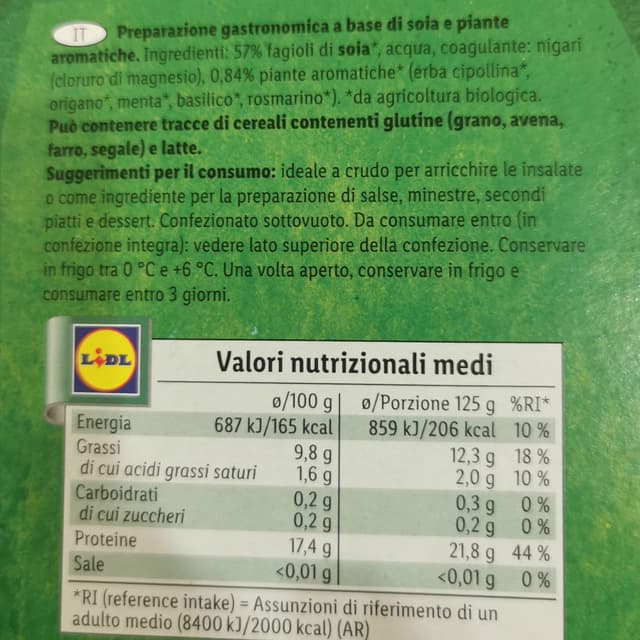 IT Preparazione gastronomica a base di soia e piante
aromatiche. Ingredienti: 57% fagioli di soia*, acqua, coagulante: nigari
(cloruro di magnesio), 0,84% piante aromatiche* (erba cipollina*,
origano*, menta*, basilico*, rosmarino*). *da agricoltura biologica.
Può contenere tracce di cereali contenenti glutine (grano, avena,
farro, segale) e latte.
Suggerimenti per il consumo: ideale a crudo per arricchire le insalate
o come ingrediente per la preparazione di salse, minestre, secondi
piatti e dessert. Confezionato sottovuoto. Da consumare entro (in
confezione integra): vedere lato superiore della confezione. Conservare
in frigo tra 0 °C e +6 °C. Una volta aperto, conservare in frigo e
consumare entro 3 giorni.
LIDL
Valori nutrizionali medi
ø/100 g ø/Porzione 125 g %RI*
Energia 687 kJ/165 kcal 859 kJ/206 kcal 10 %
Grassi 9,8 g 12,3 g 18 %
di cui acidi grassi saturi 1,6 g 2,0 g 10 %
Carboidrati 0,2 g 0,3 g 0 %
di cui zuccheri 0,2 g 0,2 g 0 %
Proteine 17,4 g 21,8 g 44 %
Sale <0,01 g <0,01 g 0 %
*RI (reference intake) = Assunzioni di riferimento di un
adulto medio (8400 kJ/2000 kcal) (AR)